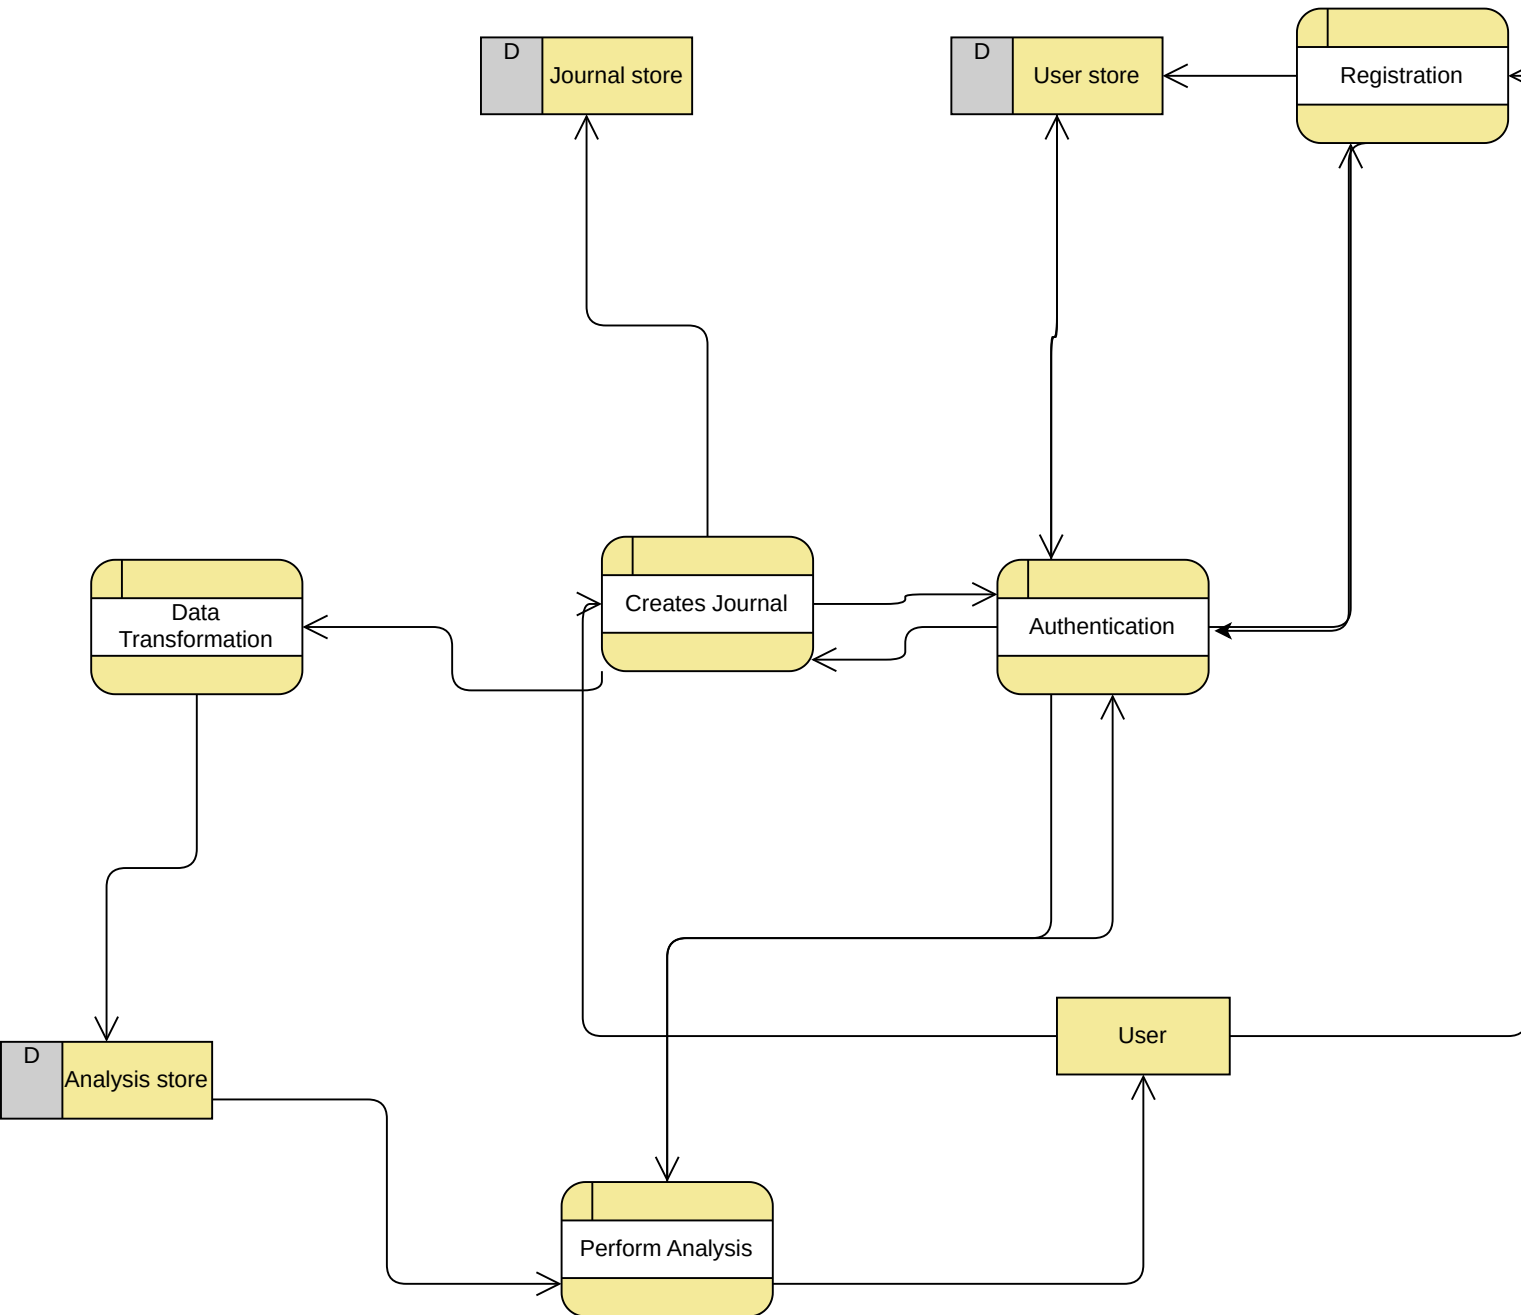 D
Journal store
D
User store
Registration
Data
Transformation
Creates Journal
Authentication
User
D
Analysis store
Perform Analysis